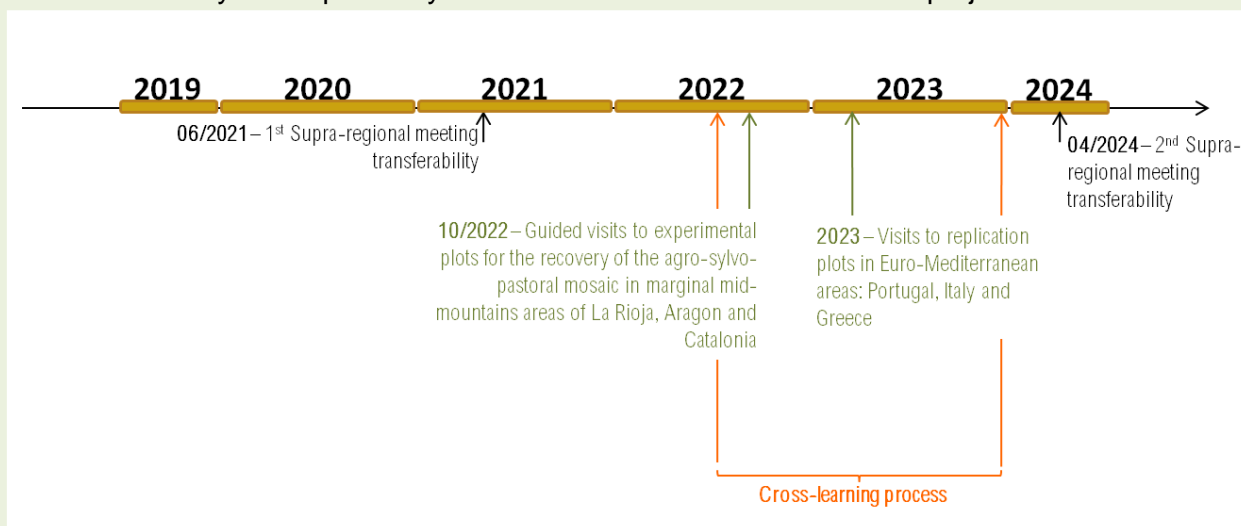 2019 2020 2021 2022 2023 2024
06/2021 – 1st Supra-regional meeting
transferability
04/2024 – 2nd Supra-
regional meeting
transferability
10/2022 – Guided visits to experimental
plots for the recovery of the agro-sylvo-
pastoral mosaic in marginal mid-
mountains areas of La Rioja, Aragon and
Catalonia
2023 – Visits to replication
plots in Euro-Mediterranean
areas: Portugal, Italy and
Greece
Cross-learning process